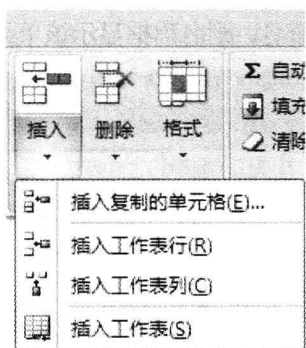 Σ 自动
填充
清除
插入 删除 格式
插入复制的单元格(E)...
插入工作表行(R)
插入工作表列(C)
插入工作表(S)